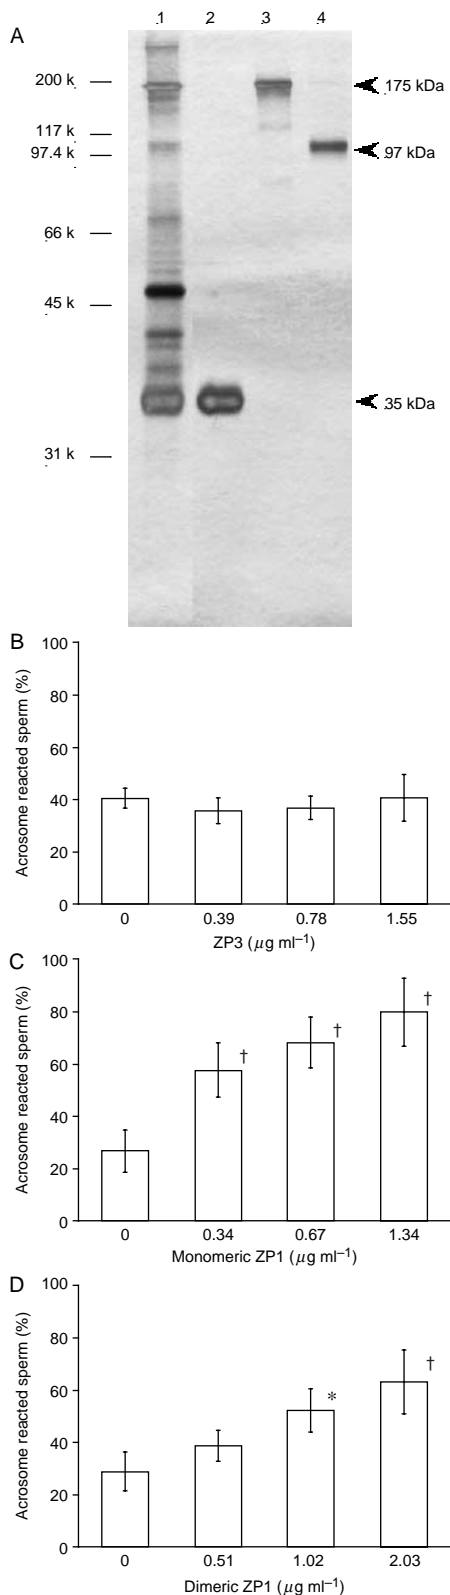 A
1 2 3 4
200 k
175 kDa
117 k
97.4 k
97 kDa
66 k
45 k
35 kDa
31 k
B
Acrosome reacted sperm (%)
100
80
60
40
20
0
0 0.39 0.78 1.55
ZP3 (μg ml⁻¹)
C
Acrosome reacted sperm (%)
100
80
60
40
20
0
† † †
0 0.34 0.67 1.34
Monomeric ZP1 (μg ml⁻¹)
D
Acrosome reacted sperm (%)
100
80
60
40
20
0
* †
0 0.51 1.02 2.03
Dimeric ZP1 (μg ml⁻¹)